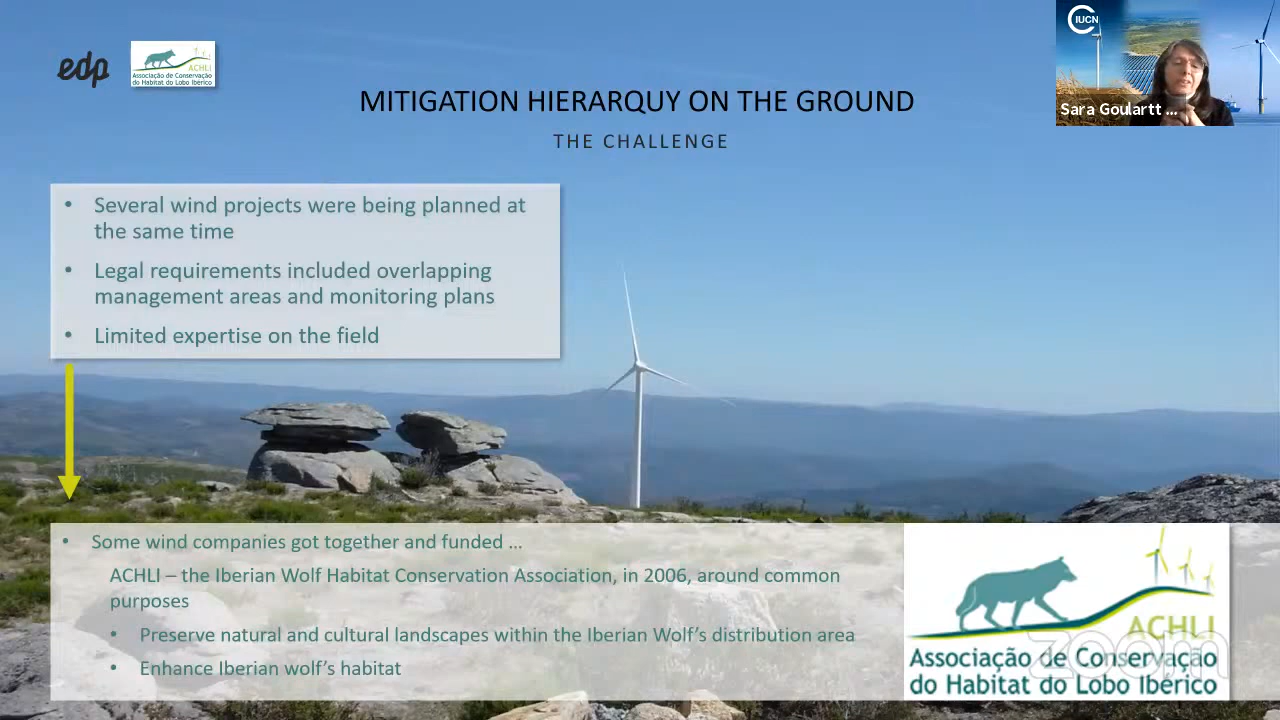 edp
ACHLI
Associação de Conservação
do Habitat do Lobo Ibérico
MITIGATION HIERARQUY ON THE GROUND
THE CHALLENGE
IUCN
Sara Goulartt ...
• Several wind projects were being planned at
the same time
• Legal requirements included overlapping
management areas and monitoring plans
• Limited expertise on the field
• Some wind companies got together and funded ...
ACHLI – the Iberian Wolf Habitat Conservation Association, in 2006, around common
purposes
• Preserve natural and cultural landscapes within the Iberian Wolf's distribution area
• Enhance Iberian wolf's habitat
ACHLI
Associação de Conservação
do Habitat do Lobo Ibérico
zoom